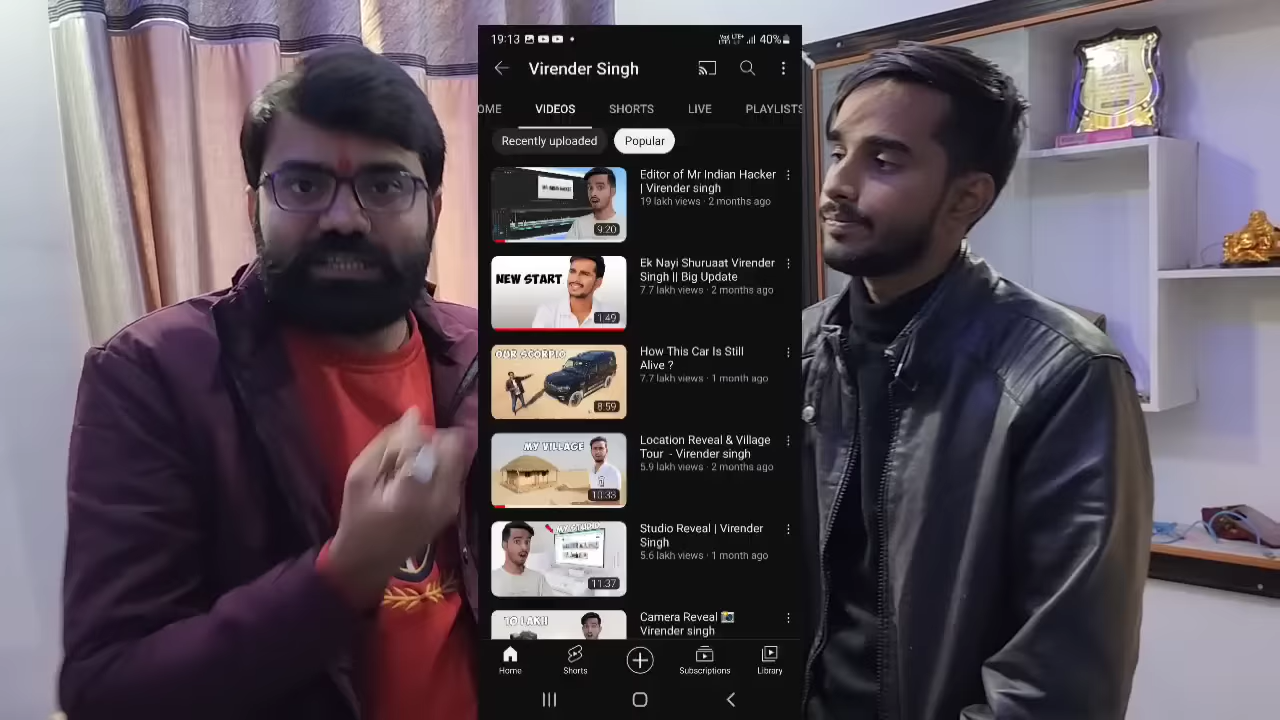 19:13
40%
Virender Singh
OME VIDEOS SHORTS LIVE PLAYLISTS
Recently uploaded Popular
Editor of Mr Indian Hacker
| Virender singh
19 lakh views · 2 months ago
9:20
NEW START
Ek Nayi Shuruaat Virender
Singh || Big Update
7.7 lakh views · 2 months ago
1:49
OUR SCORPIO
How This Car Is Still
Alive ?
7.7 lakh views · 1 month ago
8:59
MY VILLAGE
Location Reveal & Village
Tour - Virender singh
5.9 lakh views · 2 months ago
Studio Reveal | Virender
Singh
5.6 lakh views · 1 month ago
11:37
10 LAKH
Camera Reveal 📸
Virender singh
Home Shorts Subscriptions Library